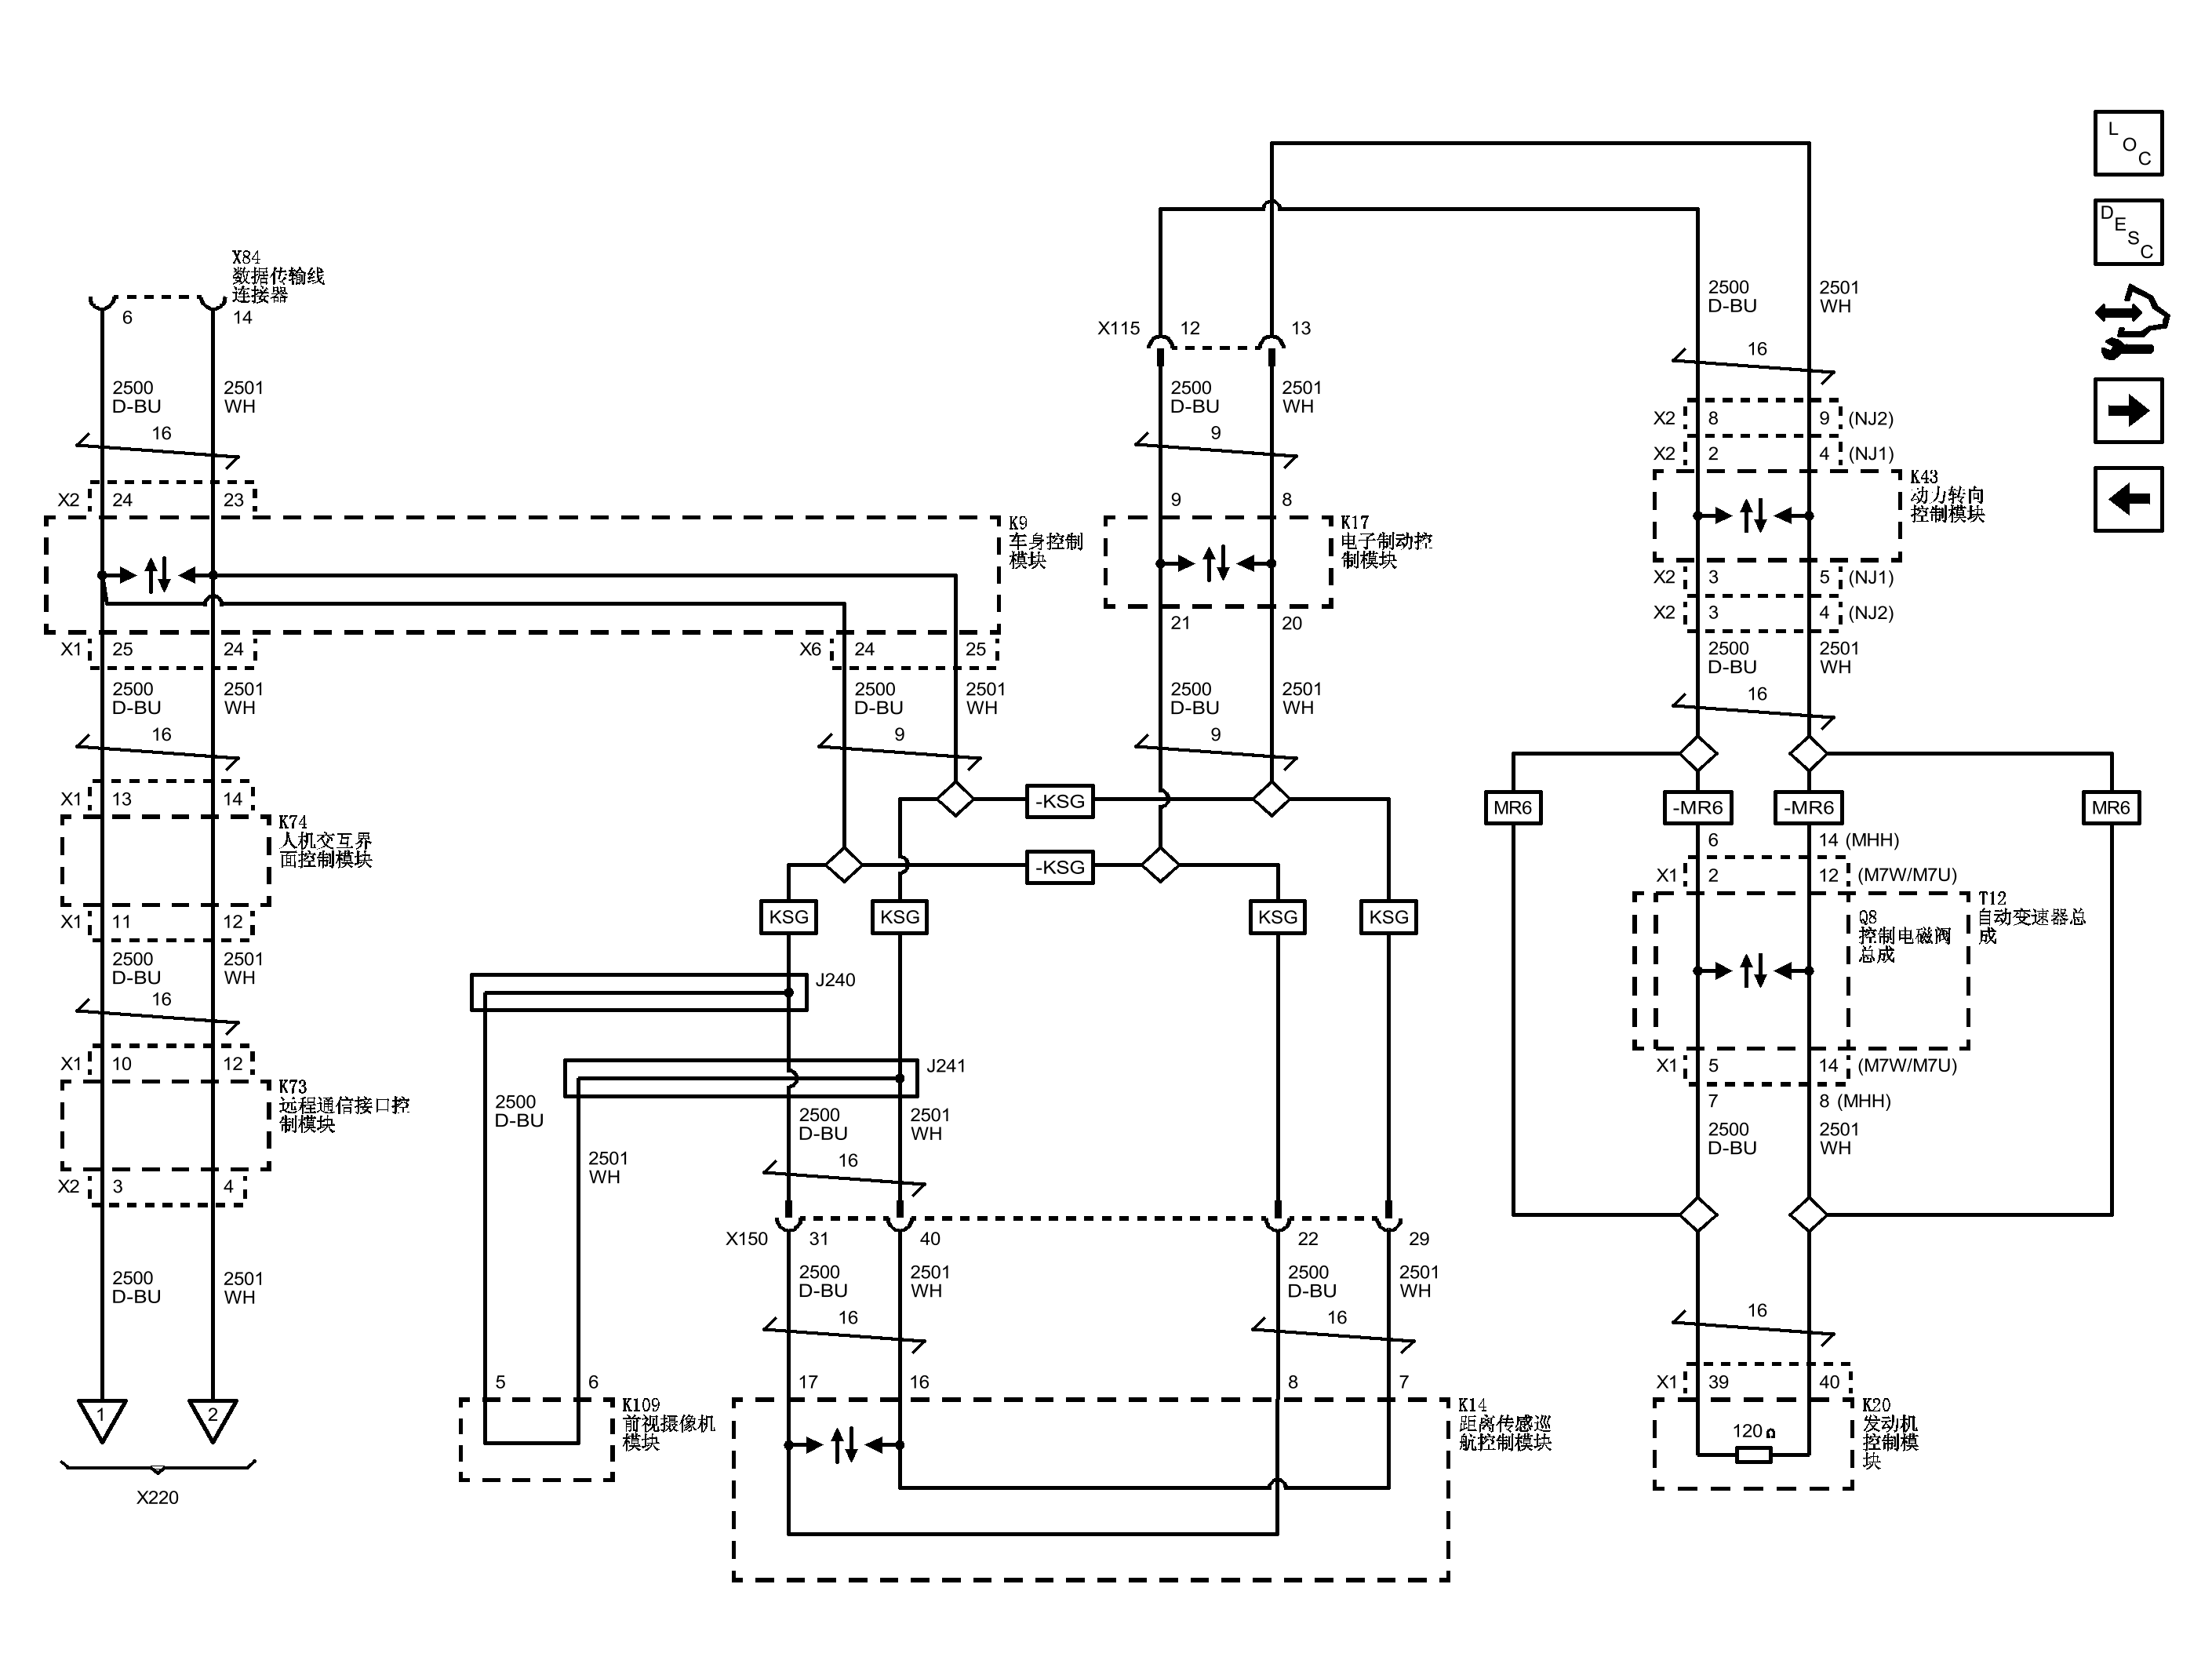 L
O
C
D
E
S
C
X84
数据传输线
连接器
6
14
2500
D-BU
2501
WH
16
X2
24
23
K9
车身控制
模块
X1
25
24
X6
24
25
2500
D-BU
2501
WH
16
2500
D-BU
2501
WH
9
X1
13
14
K74
人机交互界
面控制模块
X1
11
12
2500
D-BU
2501
WH
16
X1
10
12
K73
远程通信接口控
制模块
X2
3
4
2500
D-BU
2501
WH
1
2
X220
X115
12
13
2500
D-BU
2501
WH
9
9
8
K17
电子制动控
制模块
21
20
2500
D-BU
2501
WH
9
-KSG
-KSG
KSG
KSG
KSG
KSG
J240
J241
2500
D-BU
2501
WH
2500
D-BU
2501
WH
16
X150
31
40
22
29
2500
D-BU
2501
WH
16
2500
D-BU
2501
WH
16
5
6
K109
前视摄像机
模块
17
16
8
7
K14
距离传感巡
航控制模块
2500
D-BU
2501
WH
16
X2
8
9
(NJ2)
X2
2
4
(NJ1)
K43
动力转向
控制模块
X2
3
5
(NJ1)
X2
3
4
(NJ2)
2500
D-BU
2501
WH
16
MR6
-MR6
-MR6
MR6
6
14 (MHH)
X1
2
12
(M7W/M7U)
T12
自动变速器总
成
Q8
控制电磁阀
总成
X1
5
14
(M7W/M7U)
7
8 (MHH)
2500
D-BU
2501
WH
16
X1
39
40
120 Ω
K20
发动机
控制模
块